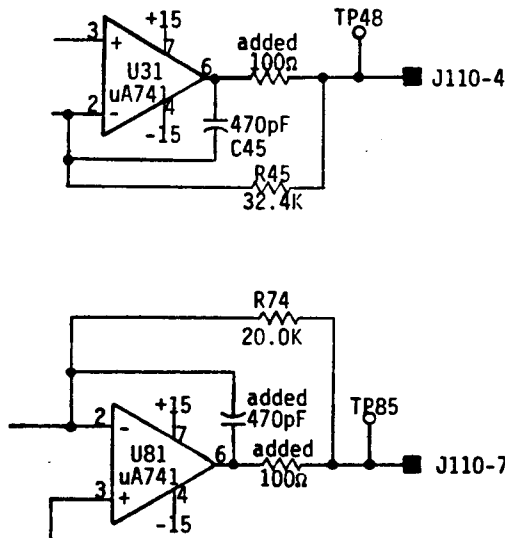 +15
TP48
3
+
7
added
100Ω
U31
6
J110-4
uA741
2
-
4
470pF
-15
C45
R45
32.4K
R74
20.0K
+15
added
470pF
TP85
2
-
7
U81
6
added
J110-7
uA741
100Ω
3
+
4
-15